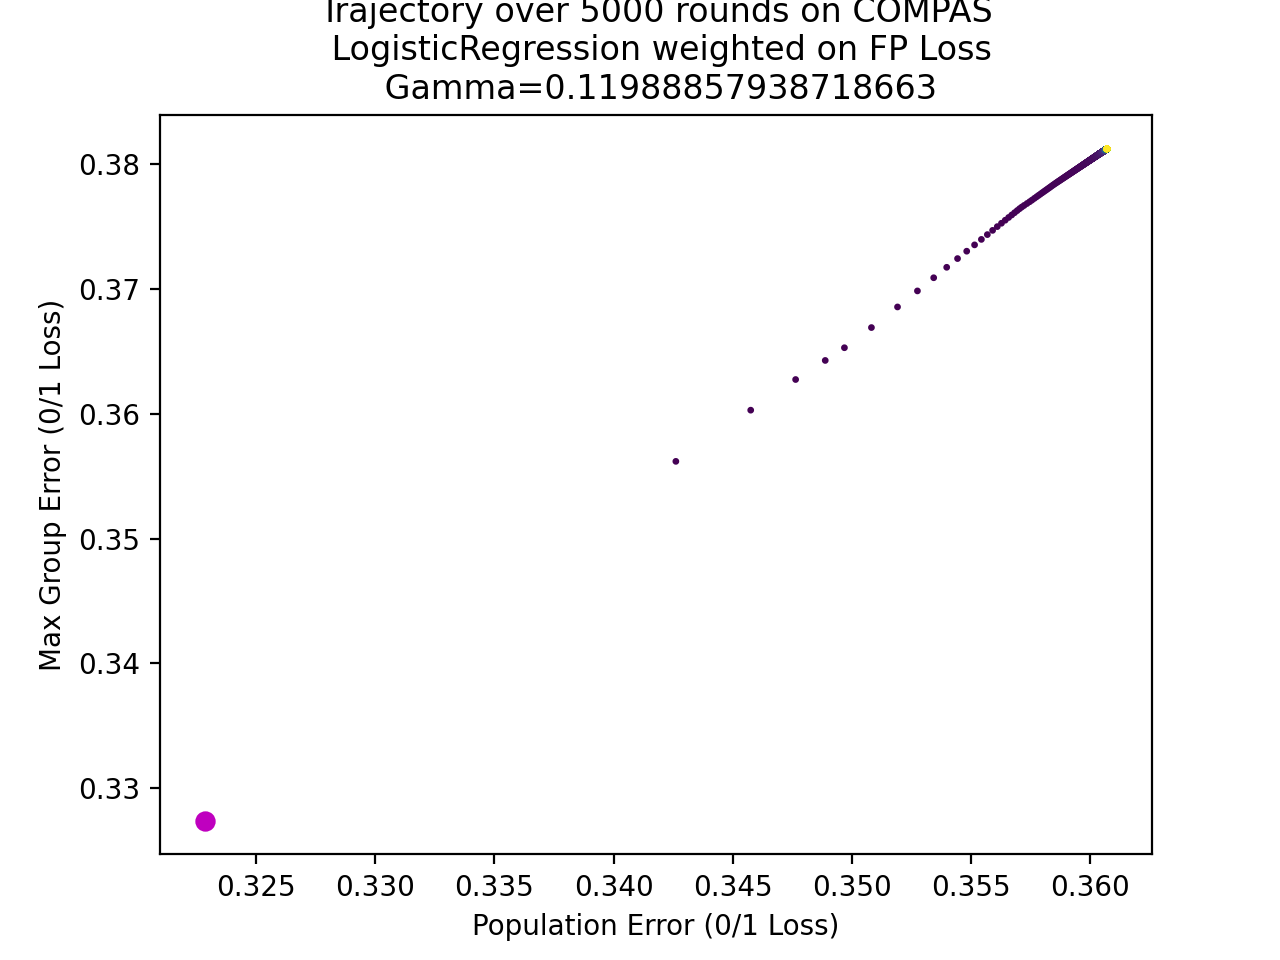 Trajectory over 5000 rounds on COMPAS
LogisticRegression weighted on FP Loss
Gamma=0.11988857938718663
0.38
0.37
0.36
0.35
0.34
0.33
Max Group Error (0/1 Loss)
0.325 0.330 0.335 0.340 0.345 0.350 0.355 0.360
Population Error (0/1 Loss)